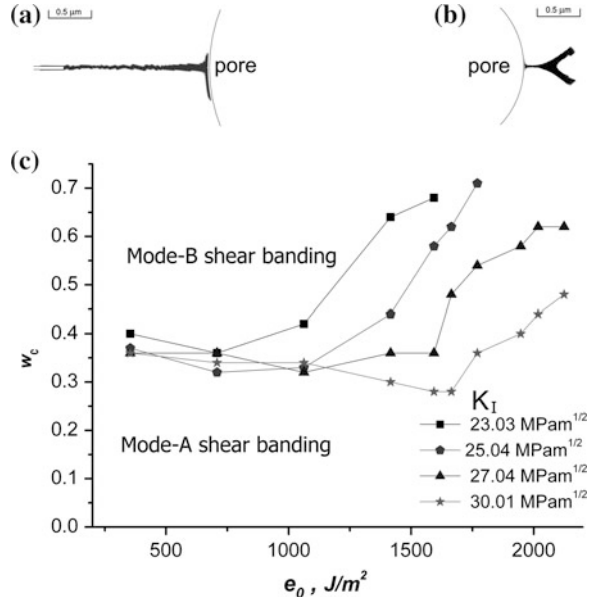 (a) 0.5 μm
pore
(b) 0.5 μm
pore
(c)
0.7
0.6
0.5
0.4
0.3
0.2
0.1
0.0
w_c
Mode-B shear banding
Mode-A shear banding
K_I
23.03 MPam^1/2
25.04 MPam^1/2
27.04 MPam^1/2
30.01 MPam^1/2
500 1000 1500 2000
e_0 , J/m^2